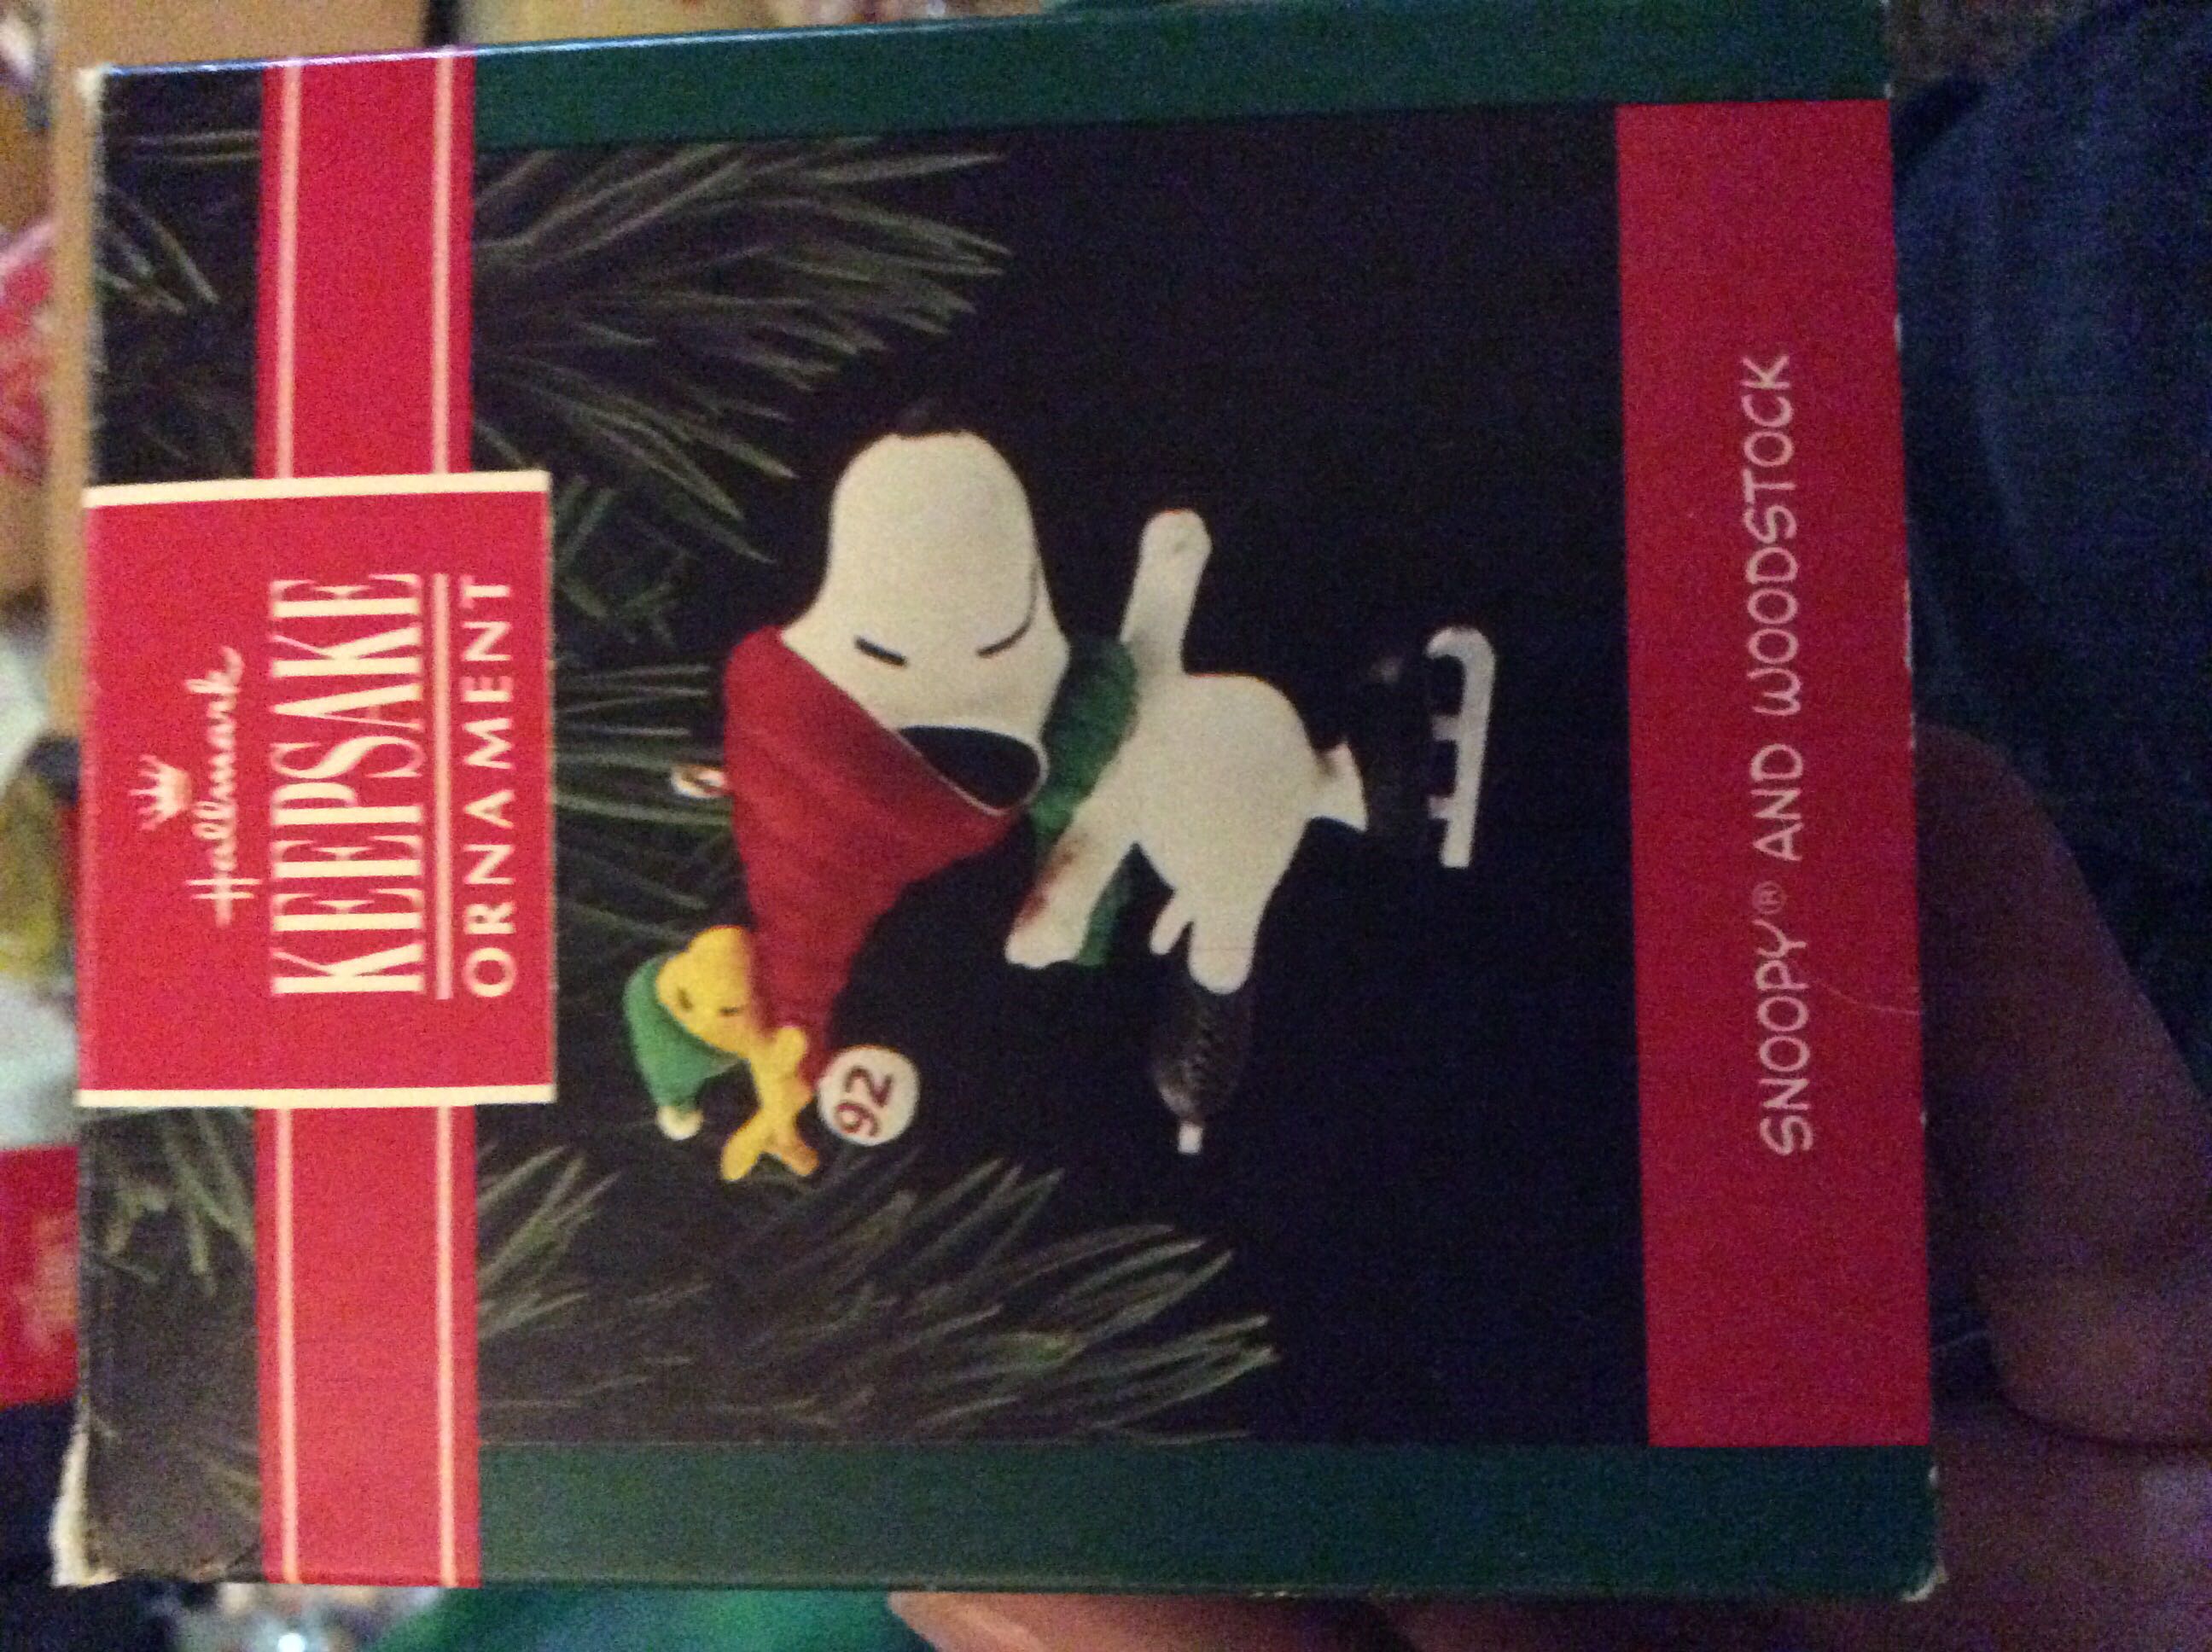 Hallmark
KEEPSAKE
ORNAMENT
92
SNOOPY® AND WOODSTOCK